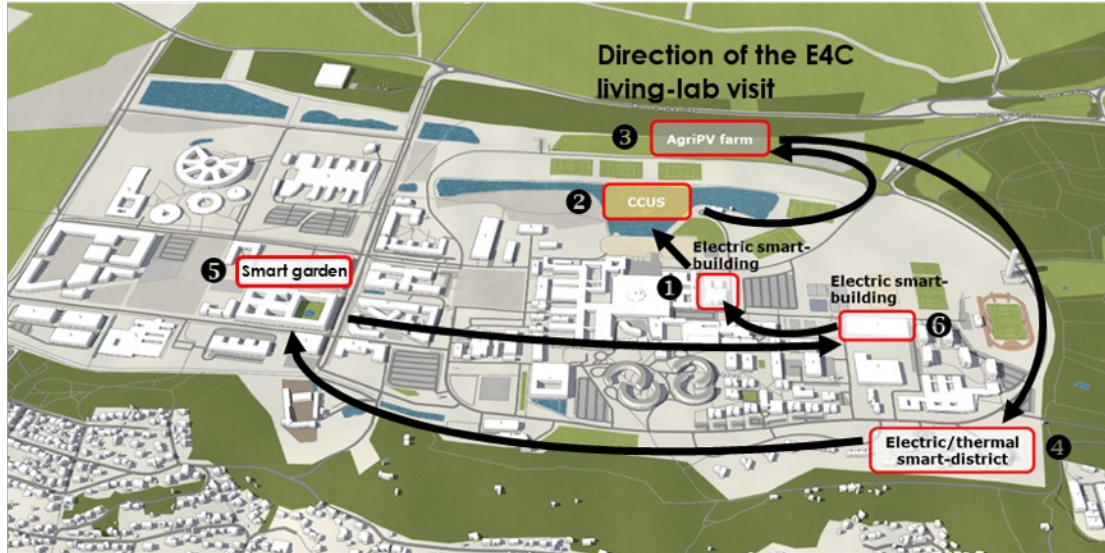 Direction of the E4C
living-lab visit
❸
AgriPV farm
❷
CCUS
Electric smart-
building
❺
Smart garden
❶
Electric smart-
building
❻
Electric/thermal
smart-district
❹